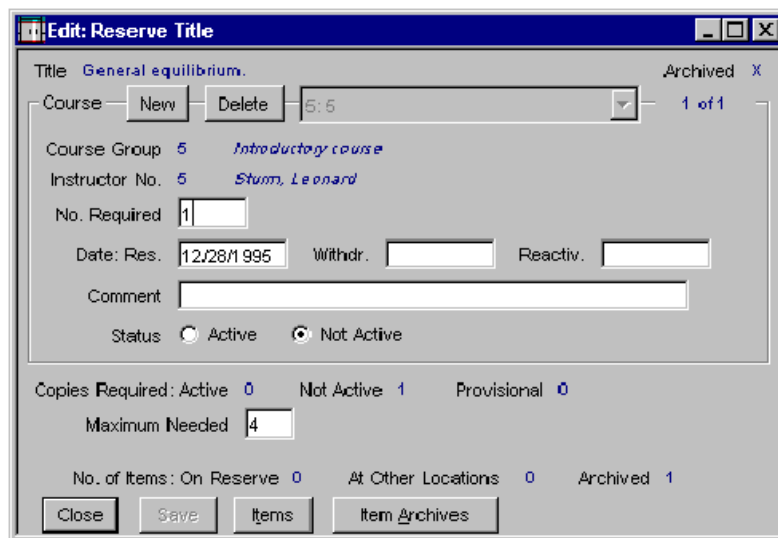 Edit: Reserve Title
Title General equilibrium. Archived X
Course New Delete 5: 5 1 of 1
Course Group 5 Introductory course
Instructor No. 5 Sturm, Leonard
No. Required 1
Date: Res. 12/28/1995 Withdr. Reactiv.
Comment
Status Active Not Active
Copies Required: Active 0 Not Active 1 Provisional 0
Maximum Needed 4
No. of Items: On Reserve 0 At Other Locations 0 Archived 1
Close Save Items Item Archives